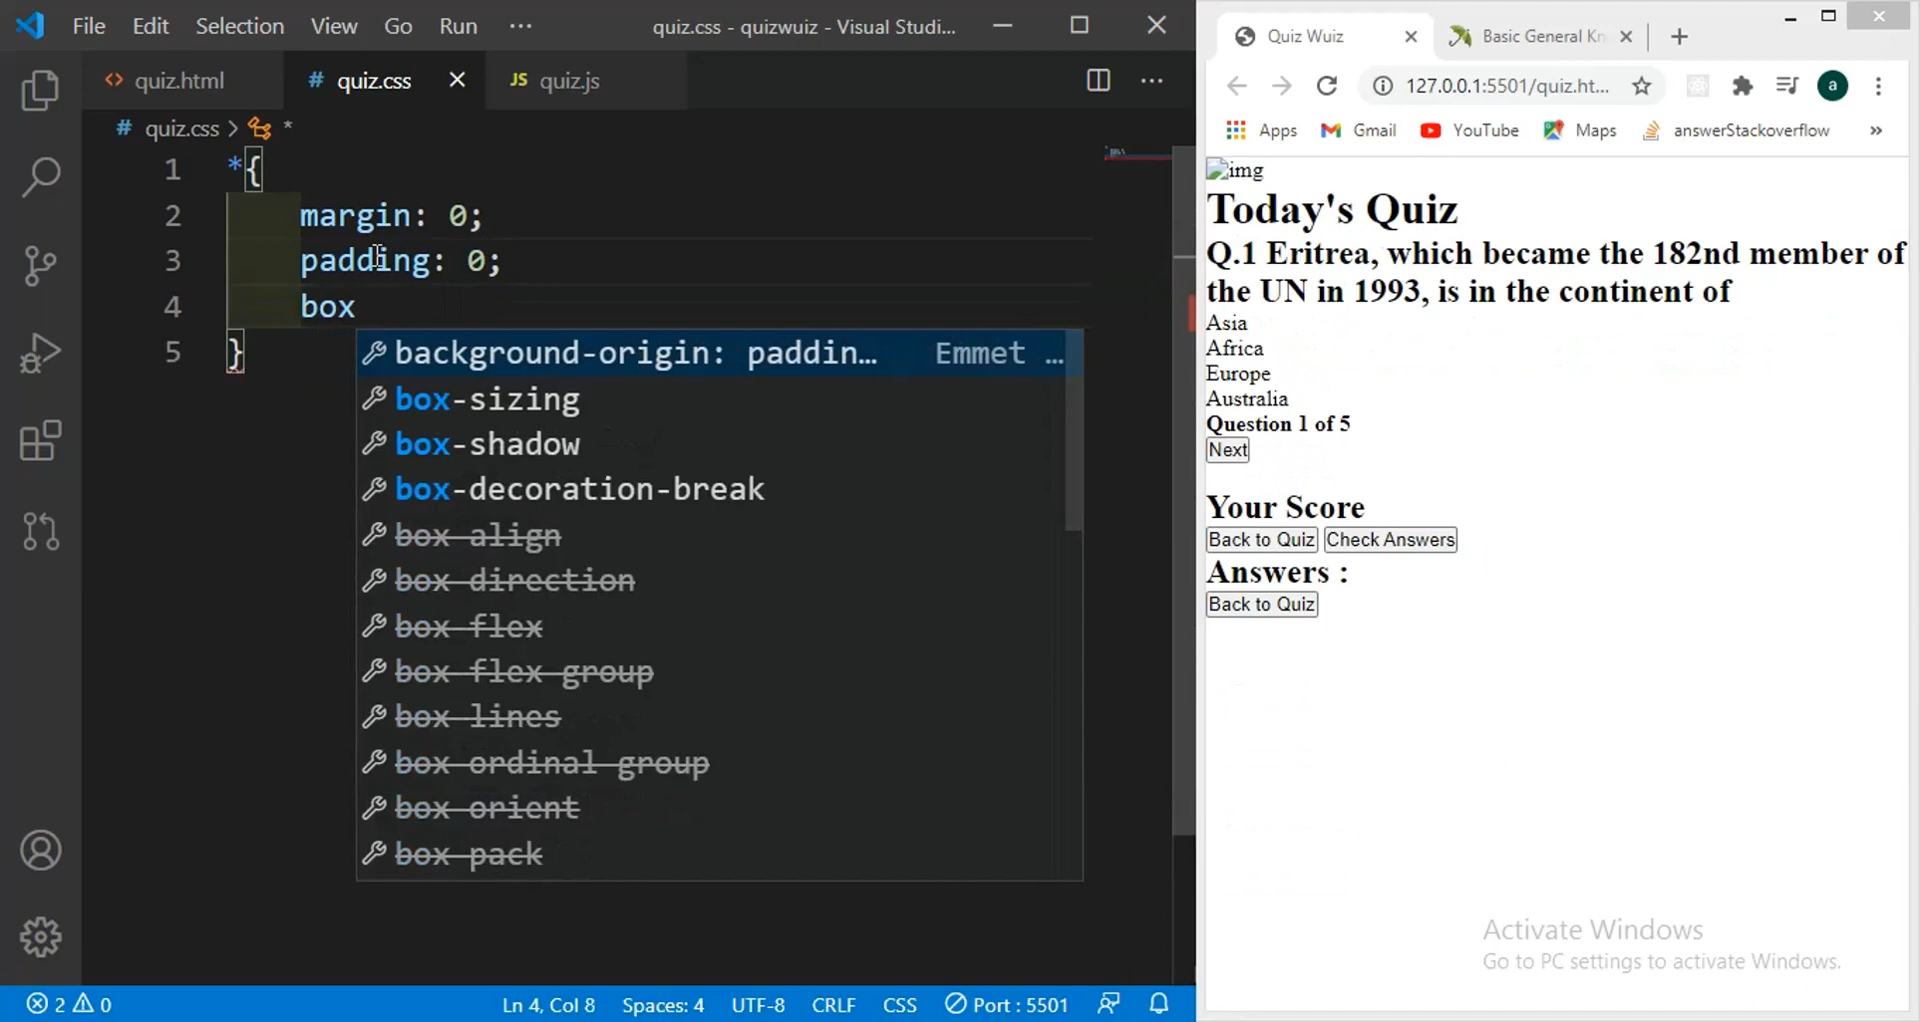 File Edit Selection View Go Run ··· quiz.css - quizwuiz - Visual Studi...
<> quiz.html # quiz.css JS quiz.js ···
# quiz.css > *
1 *{
2 margin: 0;
3 padding: 0;
4 box
5 }
background-origin: paddin... Emmet ...
box-sizing
box-shadow
box-decoration-break
box-align
box-direction
box-flex
box-flex-group
box-lines
box-ordinal-group
box-orient
box-pack
2 0 Ln 4, Col 8 Spaces: 4 UTF-8 CRLF CSS Port : 5501
Quiz Wuiz Basic General Kn
127.0.0.1:5501/quiz.ht... a
Apps Gmail YouTube Maps answerStackoverflow »
img
Today's Quiz
Q.1 Eritrea, which became the 182nd member of
the UN in 1993, is in the continent of
Asia
Africa
Europe
Australia
Question 1 of 5
Next
Your Score
Back to Quiz Check Answers
Answers :
Back to Quiz
Activate Windows
Go to PC settings to activate Windows.